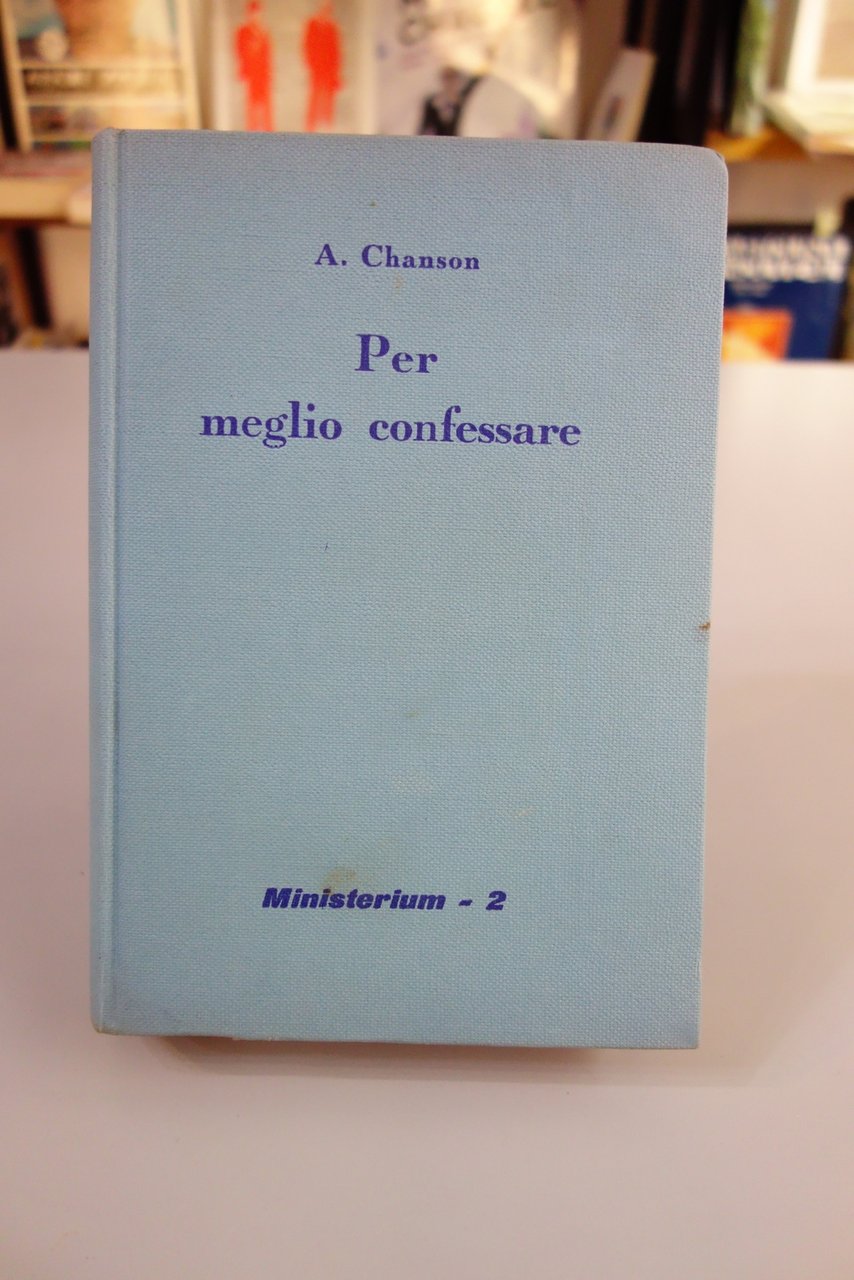 A. Chanson
Per
meglio confessare
Ministerium - 2